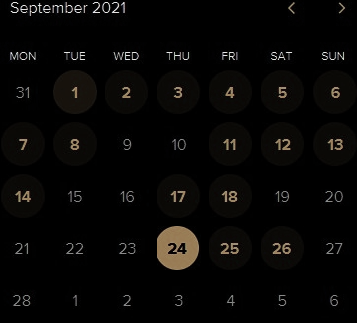 September 2021
MON TUE WED THU FRI SAT SUN
31 1 2 3 4 5 6
7 8 9 10 11 12 13
14 15 16 17 18 19 20
21 22 23 24 25 26 27
28 1 2 3 4 5 6